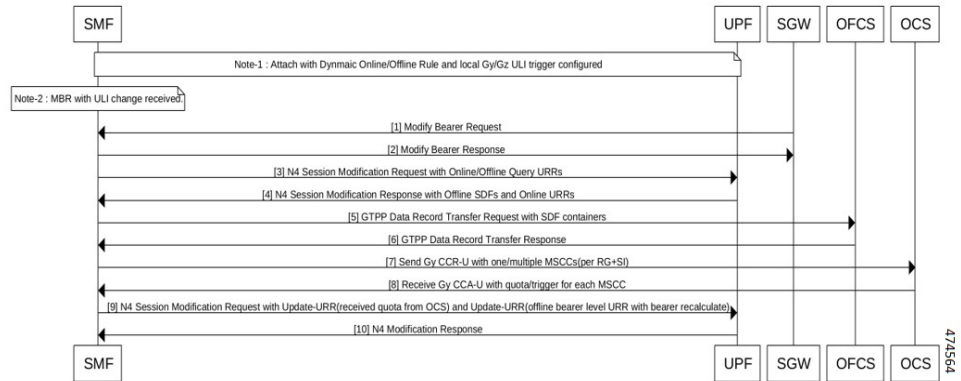 SMF UPF SGW OFCS OCS
Note-1 : Attach with Dynmaic Online/Offline Rule and local Gy/Gz ULI trigger configured
Note-2 : MBR with ULI change received.
[1] Modify Bearer Request
[2] Modify Bearer Response
[3] N4 Session Modification Request with Online/Offline Query URRs
[4] N4 Session Modification Response with Offline SDFs and Online URRs
[5] GTPP Data Record Transfer Request with SDF containers
[6] GTPP Data Record Transfer Response
[7] Send Gy CCR-U with one/multiple MSCCs(per RG+SI)
[8] Receive Gy CCA-U with quota/trigger for each MSCC
[9] N4 Session Modification Request with Update-URR(received quota from OCS) and Update-URR(offline bearer level URR with bearer recalculate)
[10] N4 Modification Response
SMF UPF SGW OFCS OCS
474564